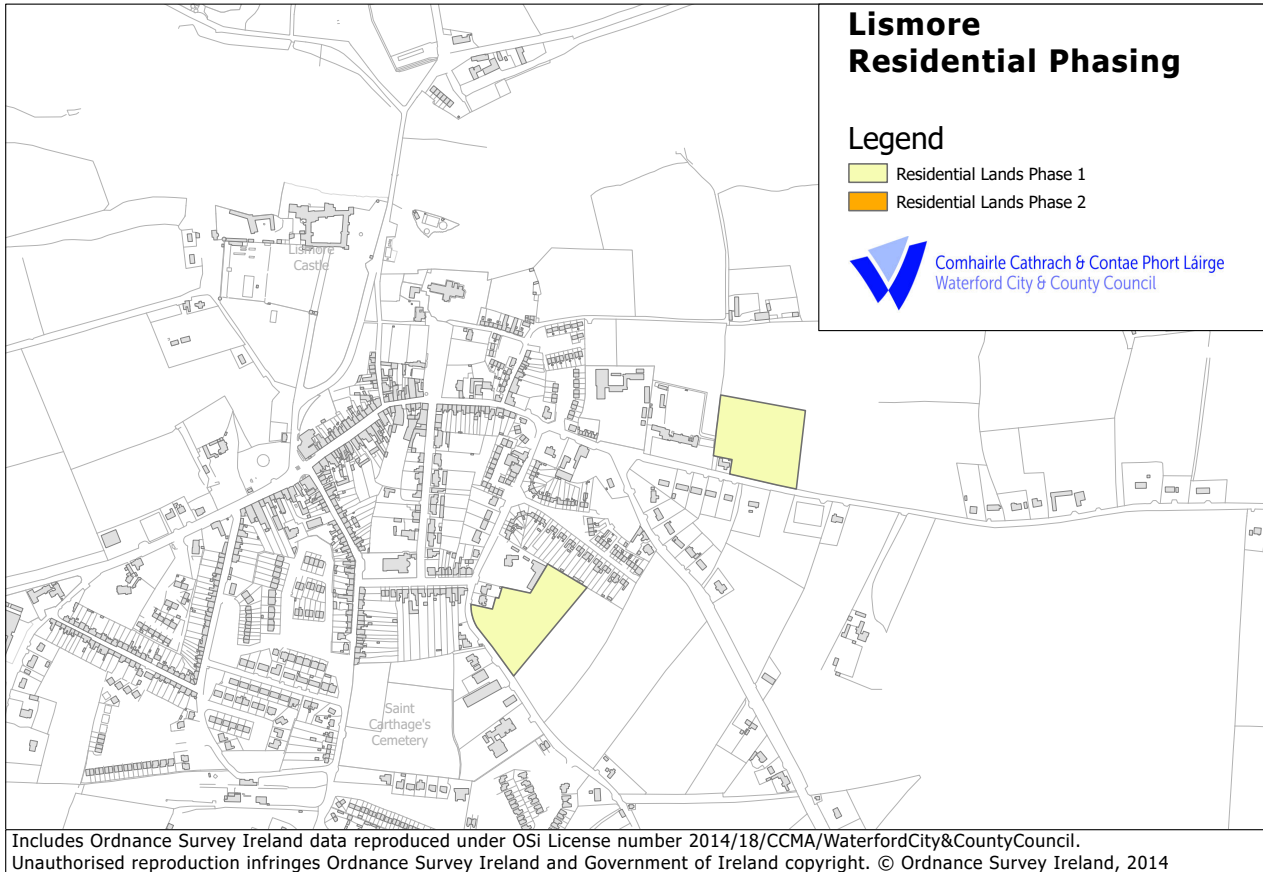 Lismore
Residential Phasing
Legend
Residential Lands Phase 1
Residential Lands Phase 2
Comhairle Cathrach & Contae Phort Láirge
Waterford City & County Council
Lismore
Castle
Saint
Carthage's
Cemetery
Includes Ordnance Survey Ireland data reproduced under OSi License number 2014/18/CCMA/WaterfordCity&CountyCouncil.
Unauthorised reproduction infringes Ordnance Survey Ireland and Government of Ireland copyright. © Ordnance Survey Ireland, 2014